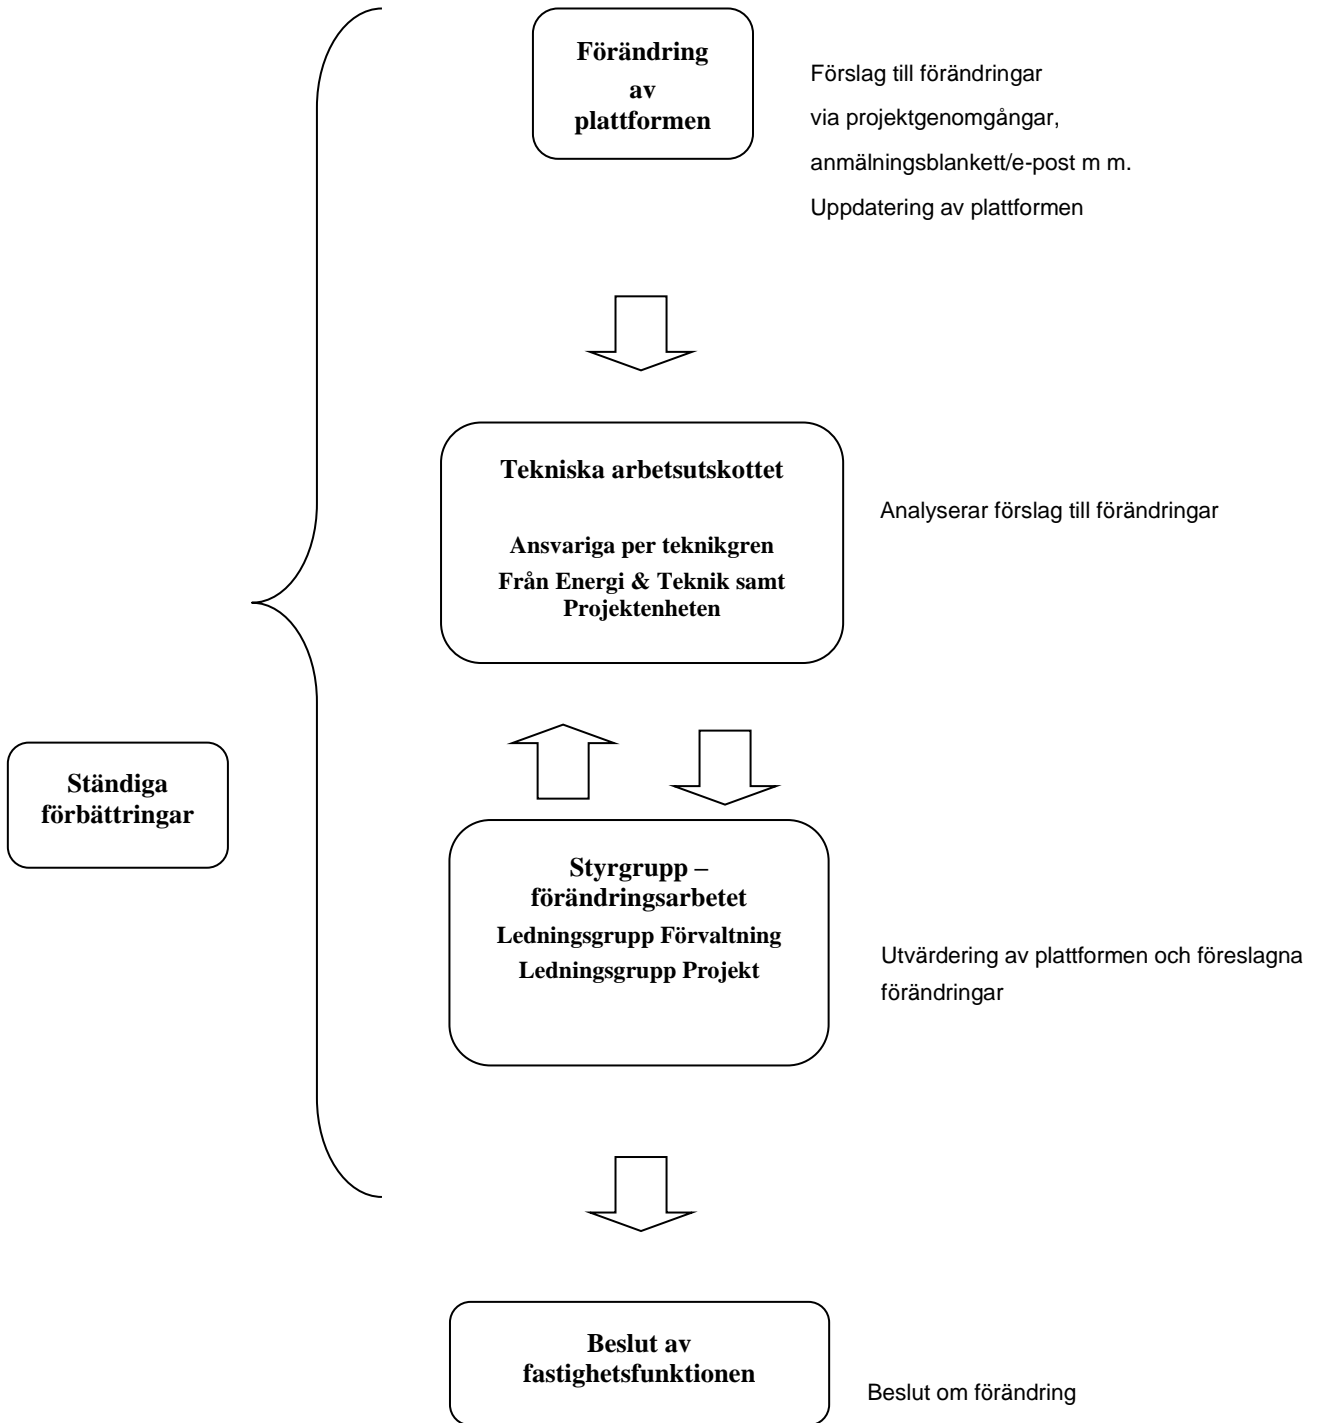 Förändring
av
plattformen
Förslag till förändringar
via projektgenomgångar,
anmälningsblankett/e-post m m.
Uppdatering av plattformen
Tekniska arbetsutskottet
Ansvariga per teknikgren
Från Energi & Teknik samt
Projektenheten
Analyserar förslag till förändringar
Ständiga
förbättringar
Styrgrupp –
förändringsarbetet
Ledningsgrupp Förvaltning
Ledningsgrupp Projekt
Utvärdering av plattformen och föreslagna
förändringar
Beslut av
fastighetsfunktionen
Beslut om förändring